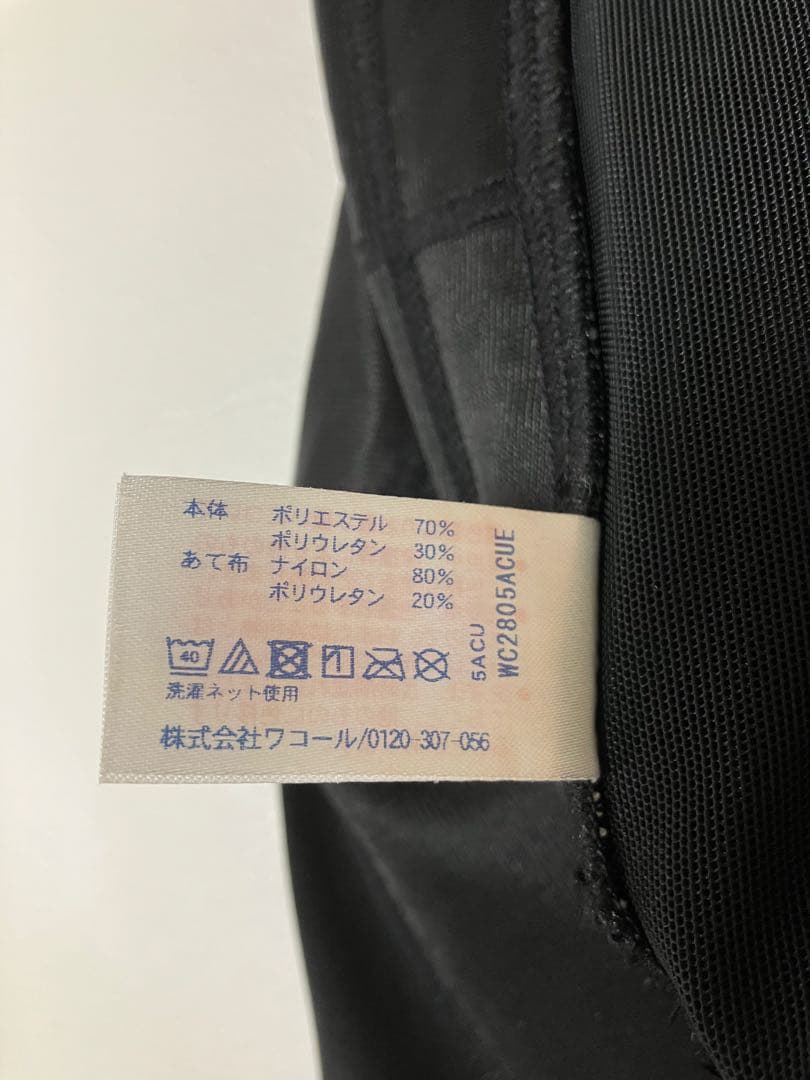 本体 ポリエステル 70%
ポリウレタン 30%
あて布 ナイロン 80%
ポリウレタン 20%
40
洗濯ネット使用
株式会社ワコール/0120-307-056
5ACU
WC2805ACUE